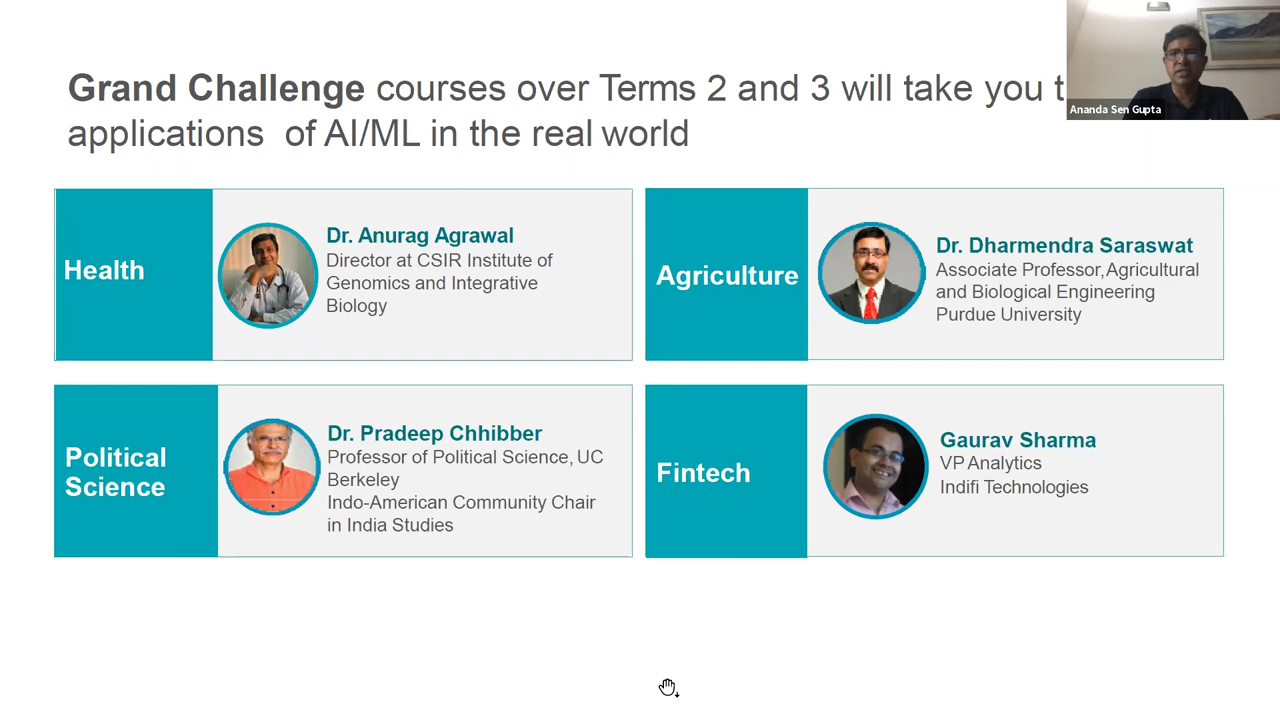 Grand Challenge courses over Terms 2 and 3 will take you t
applications of AI/ML in the real world
Ananda Sen Gupta
Health
Dr. Anurag Agrawal
Director at CSIR Institute of
Genomics and Integrative
Biology
Agriculture
Dr. Dharmendra Saraswat
Associate Professor, Agricultural
and Biological Engineering
Purdue University
Political
Science
Dr. Pradeep Chhibber
Professor of Political Science, UC
Berkeley
Indo-American Community Chair
in India Studies
Fintech
Gaurav Sharma
VP Analytics
Indifi Technologies